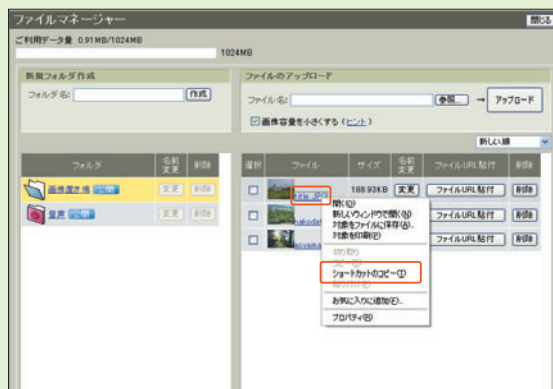 ファイルマネージャー
閉じる
ご利用データ量 0.91MB/1024MB
1024MB
新規フォルダ作成
フォルダ名:
作成
ファイルのアップロード
ファイル名:
参照... → アップロード
画像容量を小さくする (ヒント)
新しい順
フォルダ 名前変更 削除
画像置き場 変更 削除
音声 変更 削除
選択 ファイル サイズ 名前変更 ファイルURL貼付 削除
188.93KB 変更 ファイルURL貼付 削除
ファイルURL貼付 削除
ファイルURL貼付 削除
開く(O)
新しいウィンドウで開く(N)
対象をファイルに保存(A)...
対象を印刷(P)
切り取り
ショートカットのコピー(T)
お気に入りに追加(F)...
プロパティ(R)